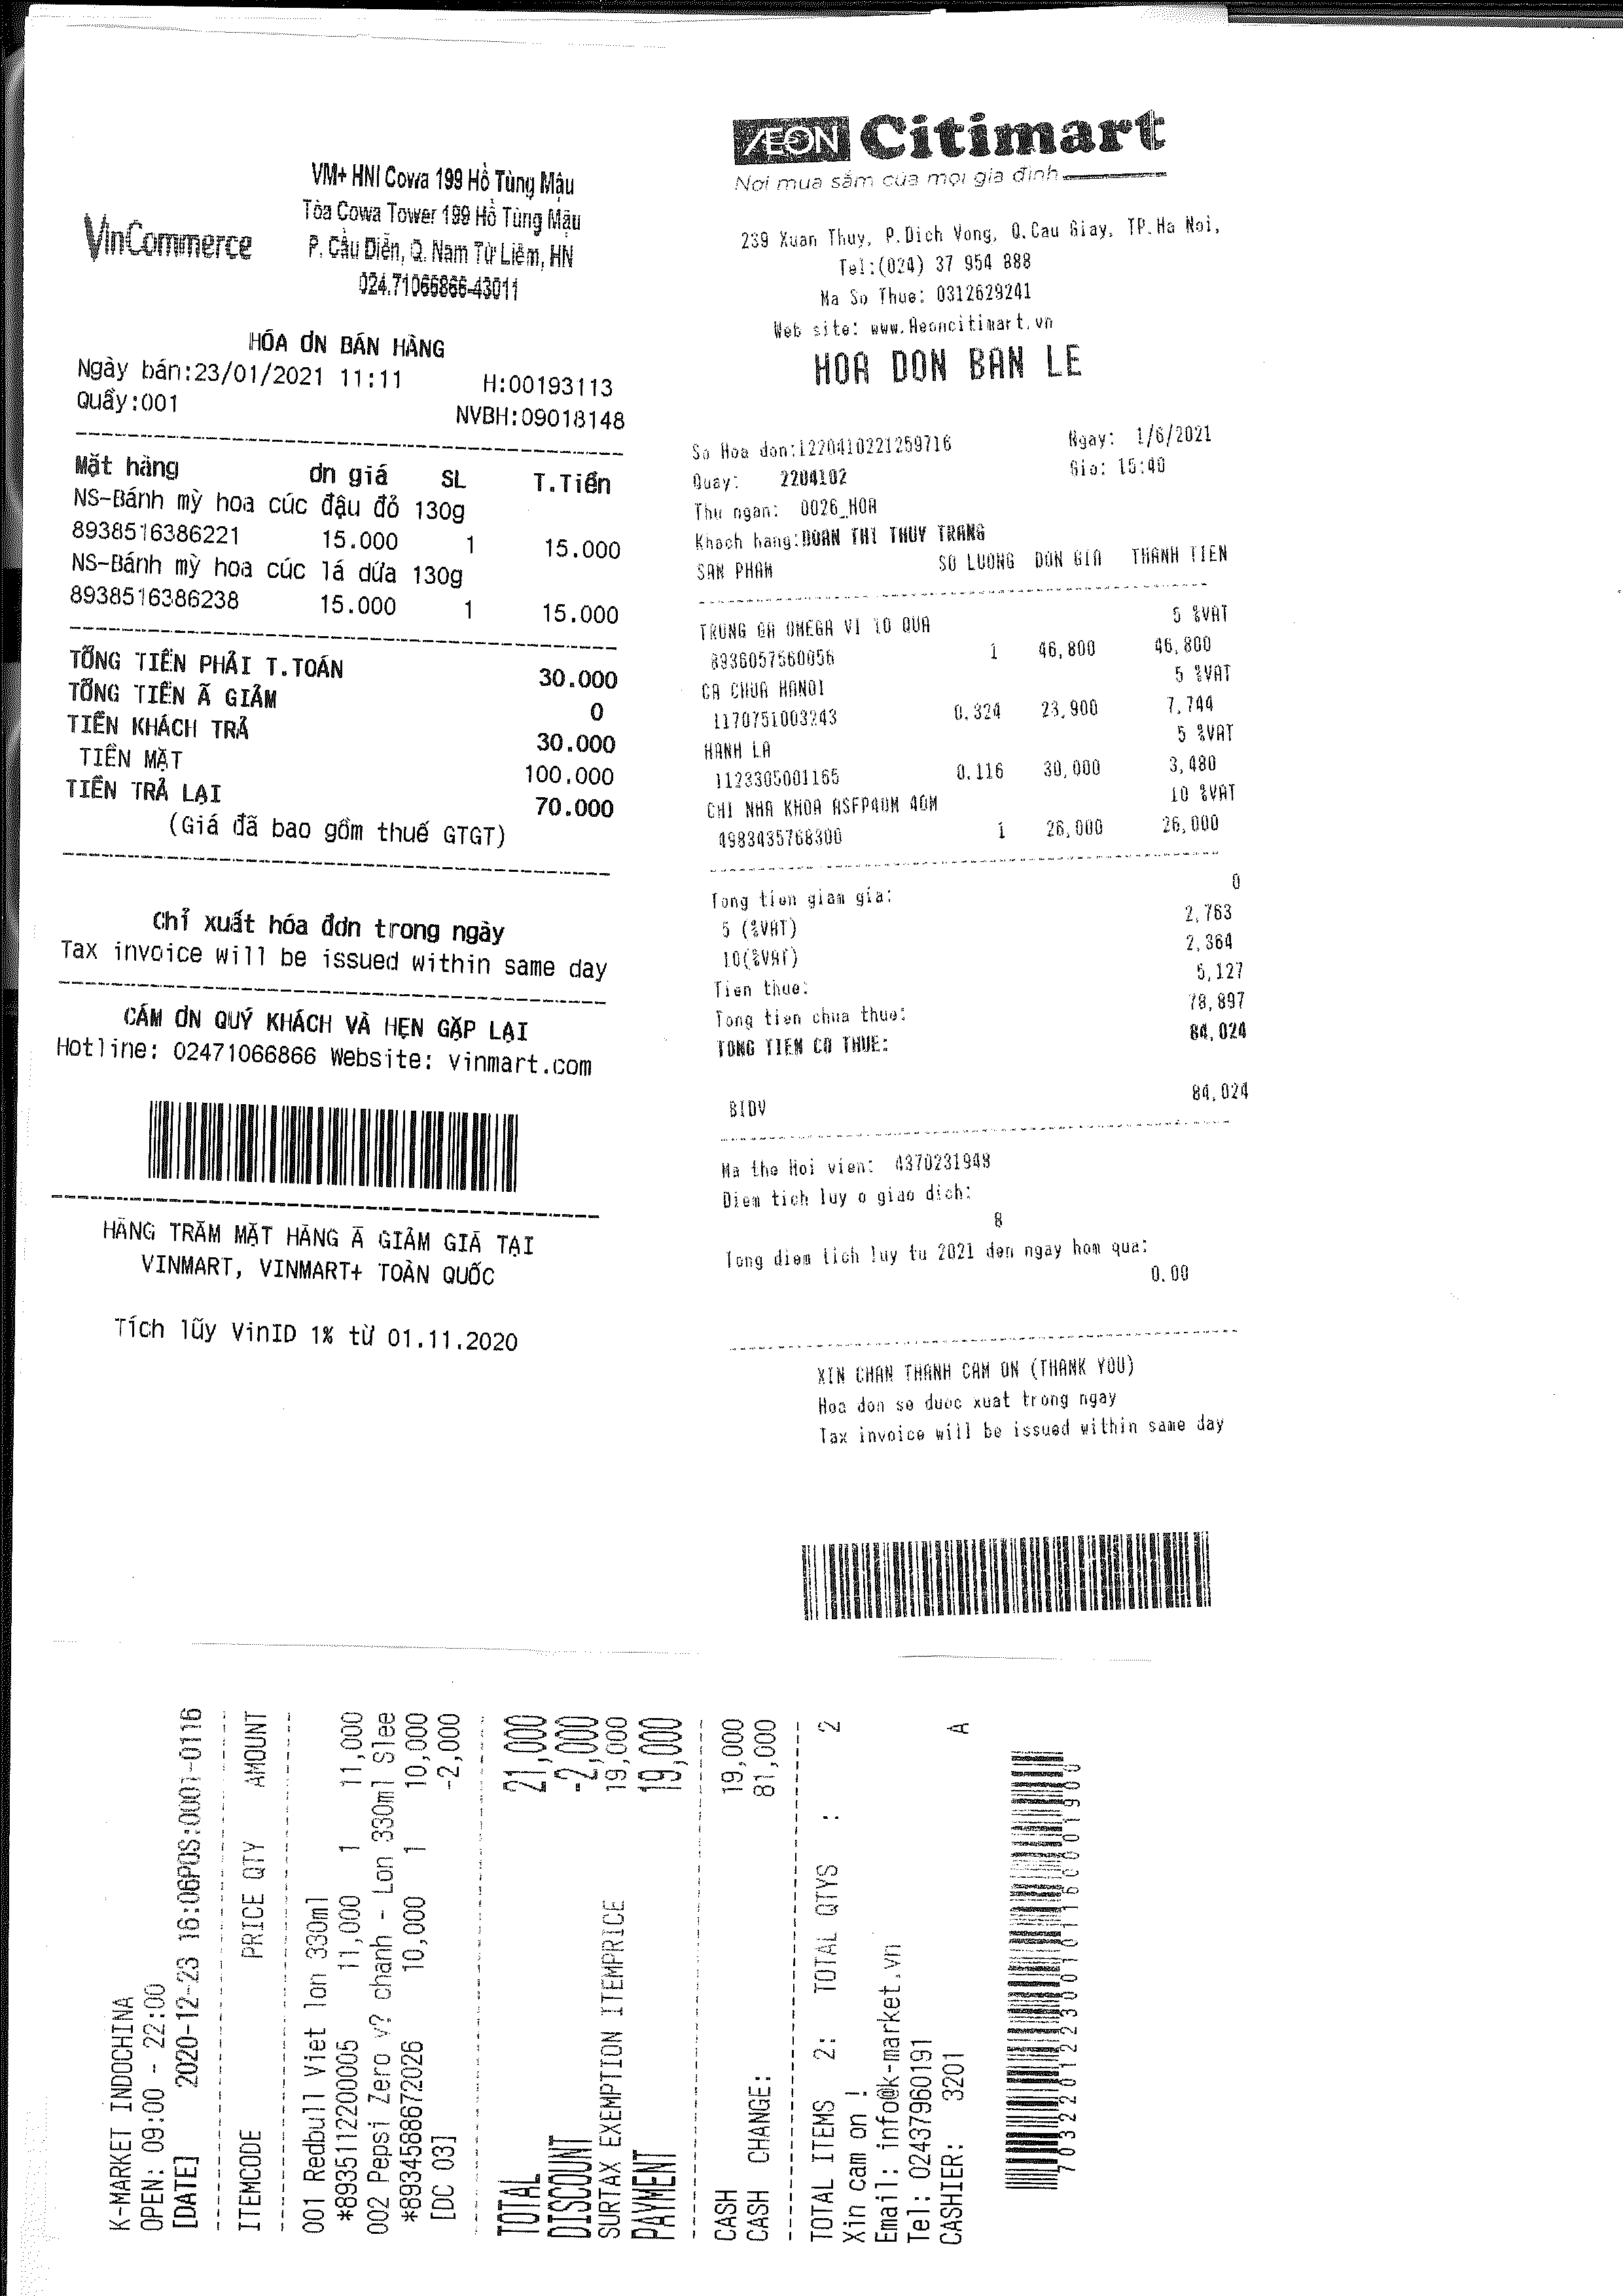 VinCommerce
VM+ HNI Cowa 199 Hồ Tùng Mậu
Tòa Cowa Tower 199 Hồ Tùng Mậu
P. Cầu Diễn, Q. Nam Từ Liêm, HN
024.71066866-43011
HÓA ƠN BÁN HÀNG
Ngày bán:23/01/2021 11:11 H:00193113
Quầy:001 NVBH:09018148
Mặt hàng ơn giá SL T.Tiền
NS-Bánh mỳ hoa cúc đậu đỏ 130g
8938516386221 15.000 1 15.000
NS-Bánh mỳ hoa cúc lá dứa 130g
8938516386238 15.000 1 15.000
TỔNG TIỀN PHẢI T.TOÁN 30.000
TỔNG TIỀN Ã GIẢM 0
TIỀN KHÁCH TRẢ 30.000
TIỀN MẶT 100.000
TIỀN TRẢ LẠI 70.000
(Giá đã bao gồm thuế GTGT)
Chỉ xuất hóa đơn trong ngày
Tax invoice will be issued within same day
CẢM ƠN QUÝ KHÁCH VÀ HẸN GẶP LẠI
Hotline: 02471066866 Website: vinmart.com
HÀNG TRĂM MẶT HÀNG Ã GIẢM GIÁ TẠI
VINMART, VINMART+ TOÀN QUỐC
Tích lũy VinID 1% từ 01.11.2020
ÆON Citimart
Nơi mua sắm của mọi gia đình
239 Xuan Thuy, P.Dich Vong, Q.Cau Giay, TP.Ha Noi,
Tel:(024) 37 954 888
Ma So Thue: 0312629241
Web site: www.Aeoncitimart.vn
HOA DON BAN LE
So Hoa don:1220410221259716 Ngay: 1/6/2021
Quay: 2204102 Gio: 15:40
Thu ngan: 0026_HOA
Khach hang:DOAN THI THUY TRANG
SAN PHAM SO LUONG DON GIA THANH TIEN
TRUNG GA OMEGA VI 10 QUA 5 %VAT
8936057560056 1 46,800 46,800
CA CHUA HANOI 5 %VAT
1170751003243 0.324 23,900 7,744
HANH LA 5 %VAT
1123305001165 0.116 30,000 3,480
CHI NHA KHOA ASFP40M 40M 10 %VAT
4983435768300 1 26,000 26,000
Tong tien giam gia: 0
5 (%VAT) 2,763
10(%VAT) 2,364
Tien thue: 5,127
Tong tien chua thue: 78,897
TONG TIEN CO THUE: 84,024
BIDV 84,024
Ma the Hoi vien: 4370231948
Diem tich luy o giao dich:
8
Tong diem tich luy tu 2021 den ngay hom qua:
0.00
XIN CHAN THANH CAM ON (THANK YOU)
Hoa don se duoc xuat trong ngay
Tax invoice will be issued within same day
K-MARKET INDOCHINA
OPEN: 09:00 - 22:00
[DATE] 2020-12-23 16:06POS:0001-0116
ITEMCODE PRICE QTY AMOUNT
001 Redbull Viet lon 330ml
*8935112200005 11,000 1 11,000
002 Pepsi Zero v? chanh - Lon 330ml Slee
*8934588672026 10,000 1 10,000
[DC 03] -2,000
TOTAL 21,000
DISCOUNT -2,000
SURTAX EXEMPTION ITEMPRICE 19,000
PAYMENT 19,000
CASH 19,000
CASH CHANGE: 81,000
TOTAL ITEMS 2: TOTAL QTYS : 2
Xin cam on !
Email: info@k-market.vn
Tel: 02437960191
CASHIER: 3201 A